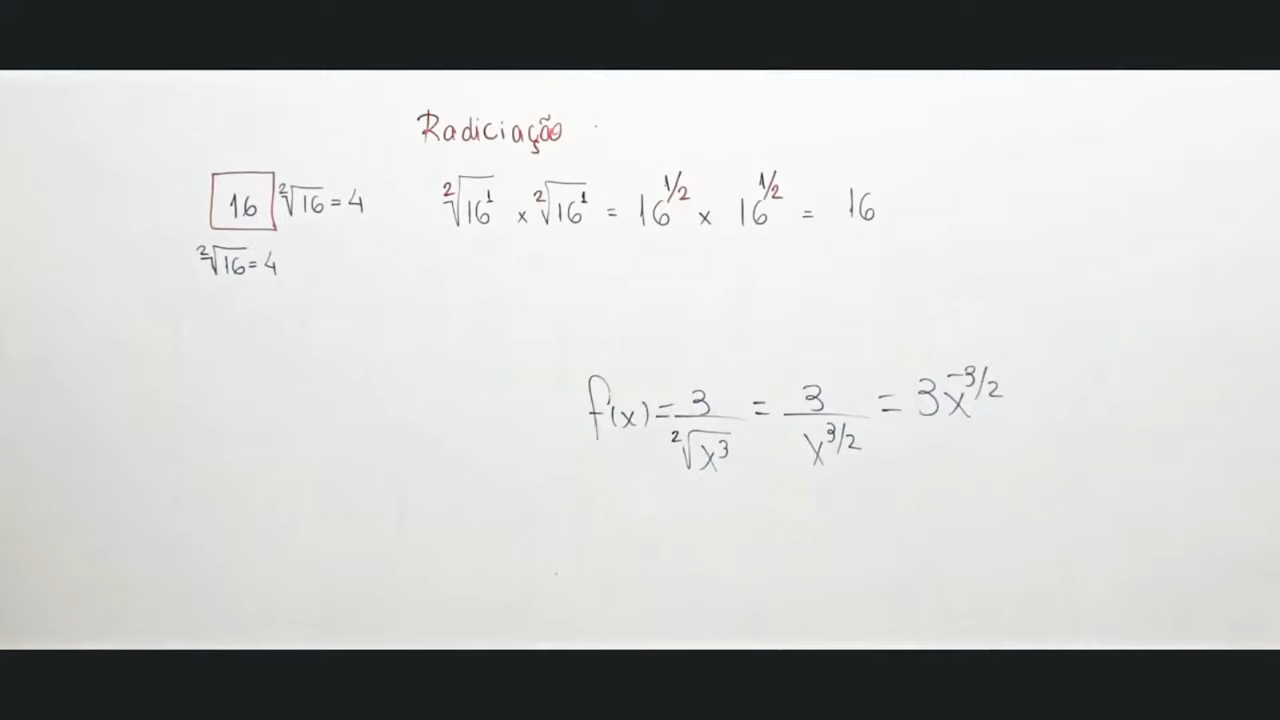 Radiciação
16 ²√16 = 4 ²√16¹ x ²√16¹ = 16^1/2 x 16^1/2 = 16
²√16 = 4
f(x) = 3/²√x³ = 3/x^3/2 = 3x^-3/2